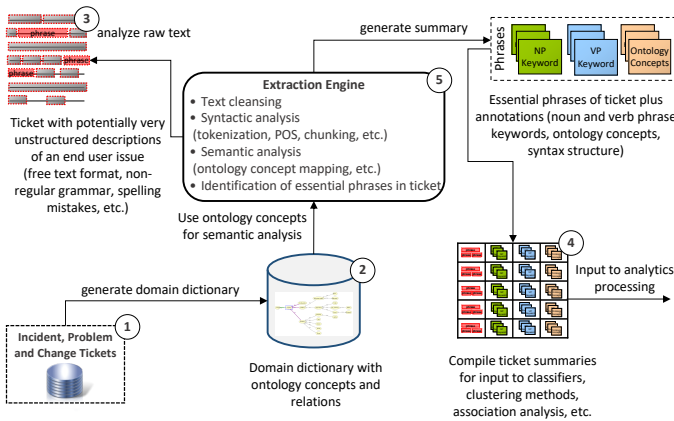 3
analyze raw text
phrase
phrase
phrase
Ticket with potentially very
unstructured descriptions
of an end user issue
(free text format, non-
regular grammar, spelling
mistakes, etc.)
generate summary
5
Extraction Engine
• Text cleansing
• Syntactic analysis
(tokenization, POS, chunking, etc.)
• Semantic analysis
(ontology concept mapping, etc.)
• Identification of essential phrases in ticket
Phrases
NP
Keyword
VP
Keyword
Ontology
Concepts
Essential phrases of ticket plus
annotations (noun and verb phrase
keywords, ontology concepts,
syntax structure)
Use ontology concepts
for semantic analysis
2
generate domain dictionary
1
Incident, Problem
and Change Tickets
Domain dictionary with
ontology concepts and
relations
4
Input to analytics
processing
Compile ticket summaries
for input to classifiers,
clustering methods,
association analysis, etc.